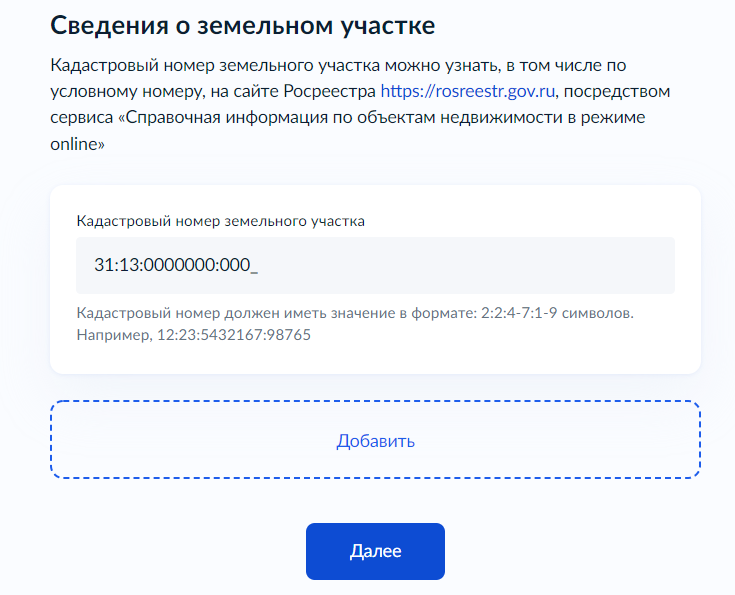 Сведения о земельном участке
Кадастровый номер земельного участка можно узнать, в том числе по
условному номеру, на сайте Росреестра https://rosreestr.gov.ru, посредством
сервиса «Справочная информация по объектам недвижимости в режиме
online»
Кадастровый номер земельного участка
31:13:0000000:000_
Кадастровый номер должен иметь значение в формате: 2:2:4-7:1-9 символов.
Например, 12:23:5432167:98765
Добавить
Далее